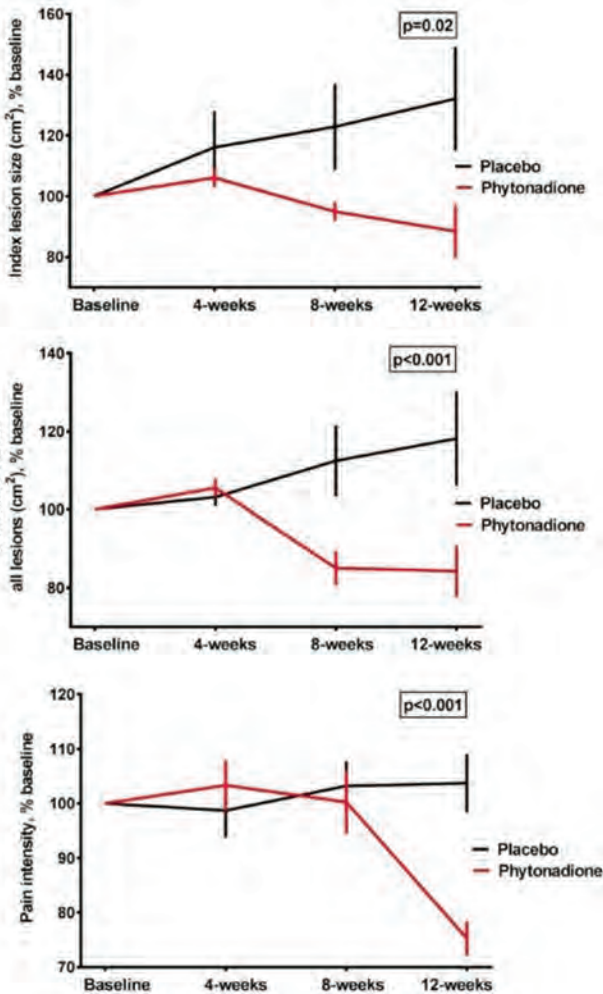 Index lesion size (cm²), % baseline
160
140
120
100
80
p=0.02
Placebo
Phytonadione
Baseline 4-weeks 8-weeks 12-weeks
all lesions (cm²), % baseline
140
120
100
80
p<0.001
Placebo
Phytonadione
Baseline 4-weeks 8-weeks 12-weeks
Pain intensity, % baseline
120
110
100
90
80
70
p<0.001
Placebo
Phytonadione
Baseline 4-weeks 8-weeks 12-weeks